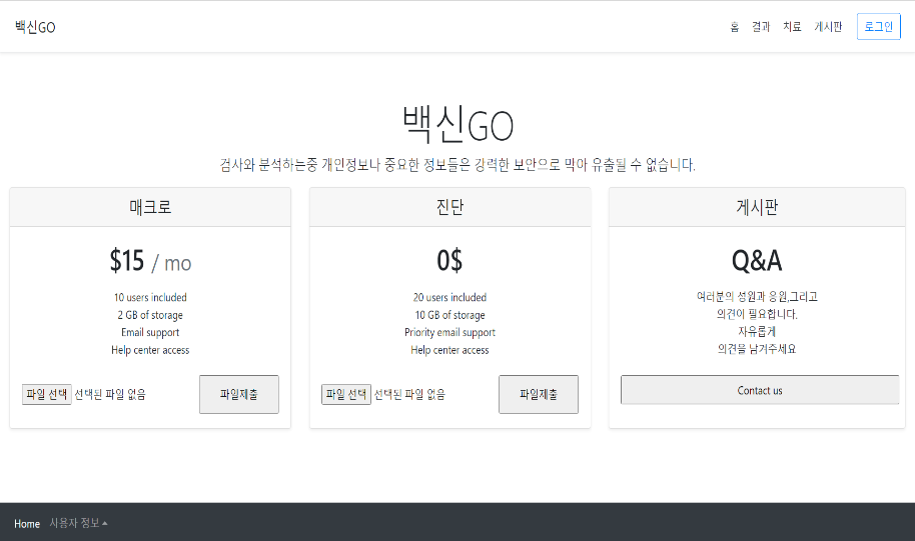 백신GO
홈 결과 치료 게시판 로그인
백신GO
검사와 분석하는중 개인정보나 중요한 정보들은 강력한 보안으로 막아 유출될 수 없습니다.
매크로
$15 / mo
10 users included
2 GB of storage
Email support
Help center access
파일 선택 선택된 파일 없음 파일제출
진단
0$
20 users included
10 GB of storage
Priority email support
Help center access
파일 선택 선택된 파일 없음 파일제출
게시판
Q&A
여러분의 성원과 응원,그리고
의견이 필요합니다.
자유롭게
의견을 남겨주세요
Contact us
Home 사용자 정보